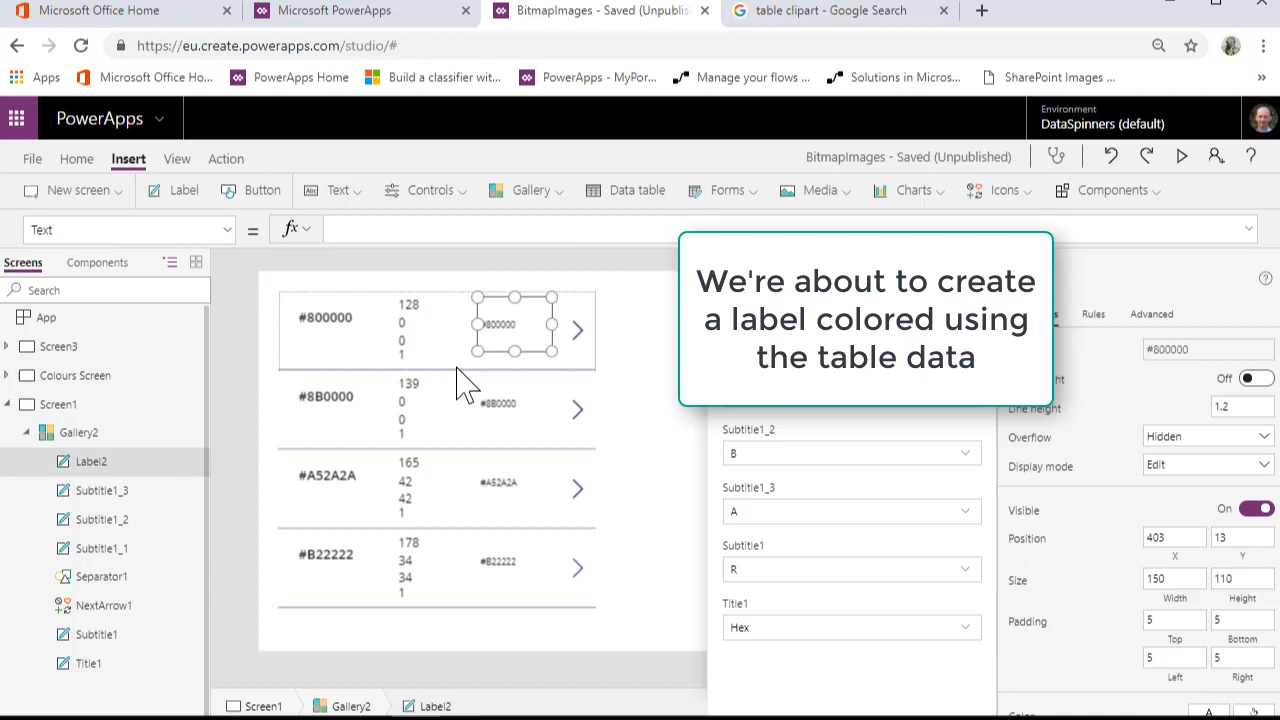 Microsoft Office Home
Microsoft PowerApps
BitmapImages - Saved (Unpublis
table clipart - Google Search
https://eu.create.powerapps.com/studio/#
Apps
Microsoft Office Ho...
PowerApps Home
Build a classifier wit...
PowerApps - MyPor...
Manage your flows ...
Solutions in Micros...
SharePoint Images ...
PowerApps
Environment
DataSpinners (default)
File
Home
Insert
View
Action
BitmapImages - Saved (Unpublished)
New screen
Label
Button
Text
Controls
Gallery
Data table
Forms
Media
Charts
Icons
Components
Text
=
fx
Screens
Components
Search
App
Screen3
Colours Screen
Screen1
Gallery2
Label2
Subtitle1_3
Subtitle1_2
Subtitle1_1
Separator1
NextArrow1
Subtitle1
Title1
#800000
128
0
0
1
#800000
#8B0000
139
0
0
1
#8B0000
#A52A2A
165
42
42
1
#A52A2A
#B22222
178
34
34
1
#B22222
We're about to create
a label colored using
the table data
Subtitle1_2
B
Subtitle1_3
A
Subtitle1
R
Title1
Hex
Rules
Advanced
#800000
Off
Line height
1.2
Overflow
Hidden
Display mode
Edit
Visible
On
Position
403
13
X
Y
Size
150
110
Width
Height
Padding
5
5
Top
Bottom
5
5
Left
Right
Color
A
Screen1
Gallery2
Label2